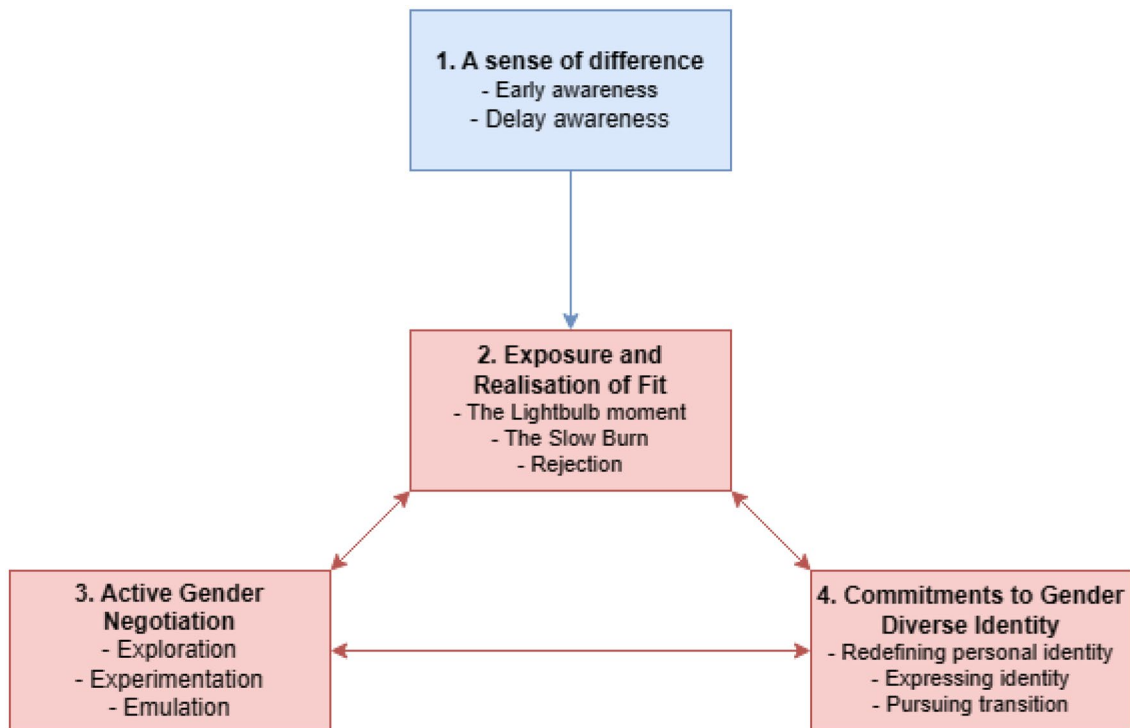 1. A sense of difference
- Early awareness
- Delay awareness
2. Exposure and
Realisation of Fit
- The Lightbulb moment
- The Slow Burn
- Rejection
3. Active Gender
Negotiation
- Exploration
- Experimentation
- Emulation
4. Commitments to Gender
Diverse Identity
- Redefining personal identity
- Expressing identity
- Pursuing transition